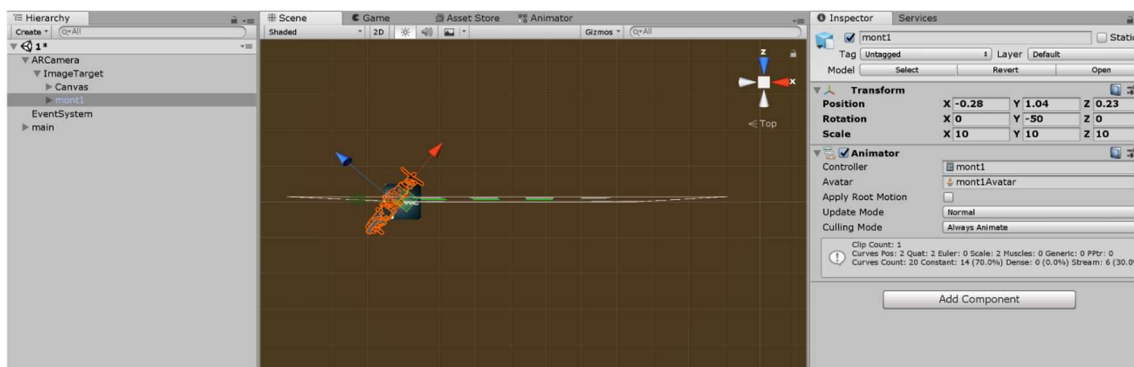 Hierarchy
Create
All
1*
ARCamera
ImageTarget
Canvas
mont1
EventSystem
main
Scene
Game
Asset Store
Animator
Shaded
2D
Gizmos
All
z
x
Top
Inspector
Services
mont1
Static
Tag Untagged Layer Default
Model Select Revert Open
Transform
Position X -0.28 Y 1.04 Z 0.23
Rotation X 0 Y -50 Z 0
Scale X 10 Y 10 Z 10
Animator
Controller mont1
Avatar mont1Avatar
Apply Root Motion
Update Mode Normal
Culling Mode Always Animate
Clip Count: 1
Curves Pos: 2 Quat: 2 Euler: 0 Scale: 2 Muscles: 0 Generic: 0 PPtr: 0
Curves Count: 20 Constant: 14 (70.0%) Dense: 0 (0.0%) Stream: 6 (30.0%
Add Component